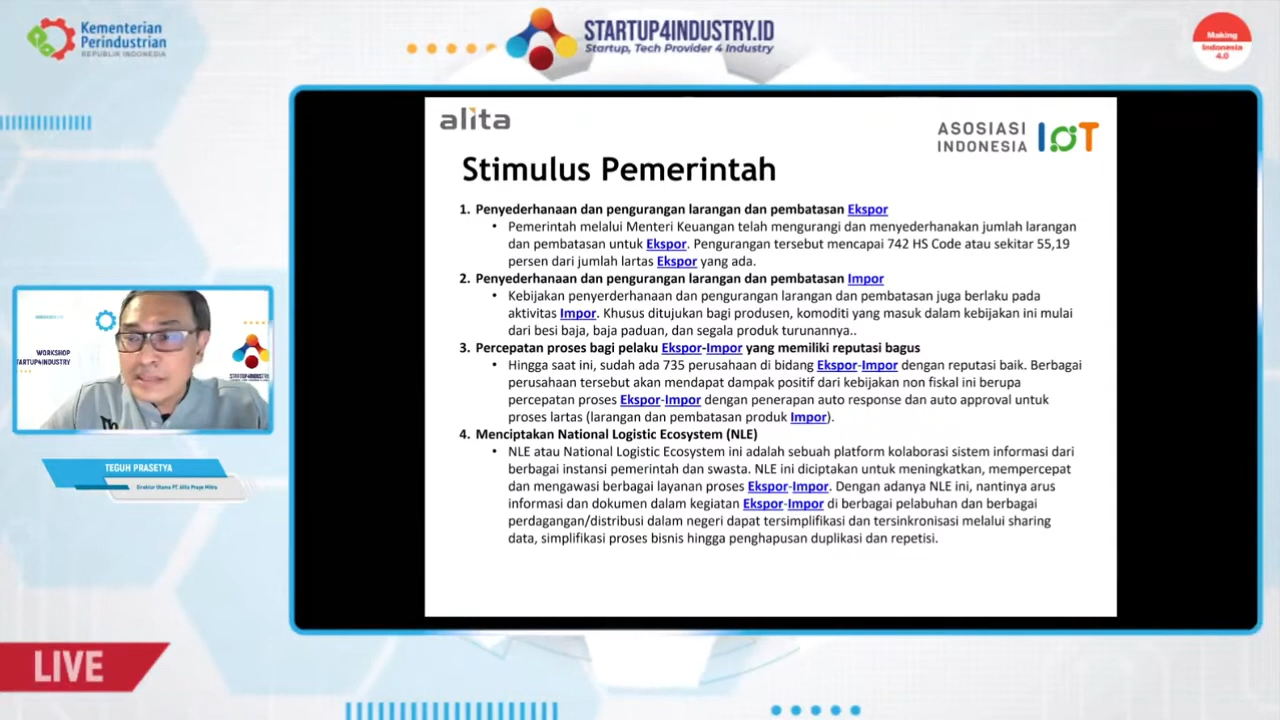 Kementerian
Perindustrian
REPUBLIK INDONESIA
STARTUP4INDUSTRY.ID
Startup, Tech Provider 4 Industry
Making
Indonesia
4.0
alita
ASOSIASI
INDONESIA
IoT
Stimulus Pemerintah
1. Penyederhanaan dan pengurangan larangan dan pembatasan Ekspor
• Pemerintah melalui Menteri Keuangan telah mengurangi dan menyederhanakan jumlah larangan
dan pembatasan untuk Ekspor. Pengurangan tersebut mencapai 742 HS Code atau sekitar 55,19
persen dari jumlah lartas Ekspor yang ada.
2. Penyederhanaan dan pengurangan larangan dan pembatasan Impor
• Kebijakan penyerderhanaan dan pengurangan larangan dan pembatasan juga berlaku pada
aktivitas Impor. Khusus ditujukan bagi produsen, komoditi yang masuk dalam kebijakan ini mulai
dari besi baja, baja paduan, dan segala produk turunannya..
3. Percepatan proses bagi pelaku Ekspor-Impor yang memiliki reputasi bagus
• Hingga saat ini, sudah ada 735 perusahaan di bidang Ekspor-Impor dengan reputasi baik. Berbagai
perusahaan tersebut akan mendapat dampak positif dari kebijakan non fiskal ini berupa
percepatan proses Ekspor-Impor dengan penerapan auto response dan auto approval untuk
proses lartas (larangan dan pembatasan produk Impor).
4. Menciptakan National Logistic Ecosystem (NLE)
• NLE atau National Logistic Ecosystem ini adalah sebuah platform kolaborasi sistem informasi dari
berbagai instansi pemerintah dan swasta. NLE ini diciptakan untuk meningkatkan, mempercepat
dan mengawasi berbagai layanan proses Ekspor-Impor. Dengan adanya NLE ini, nantinya arus
informasi dan dokumen dalam kegiatan Ekspor-Impor di berbagai pelabuhan dan berbagai
perdagangan/distribusi dalam negeri dapat tersimplifikasi dan tersinkronisasi melalui sharing
data, simplifikasi proses bisnis hingga penghapusan duplikasi dan repetisi.
WORKSHOP
TARTUP4INDUSTRY
TEGUH PRASETYA
Direktur Utama PT. Alita Praya Mitra
LIVE